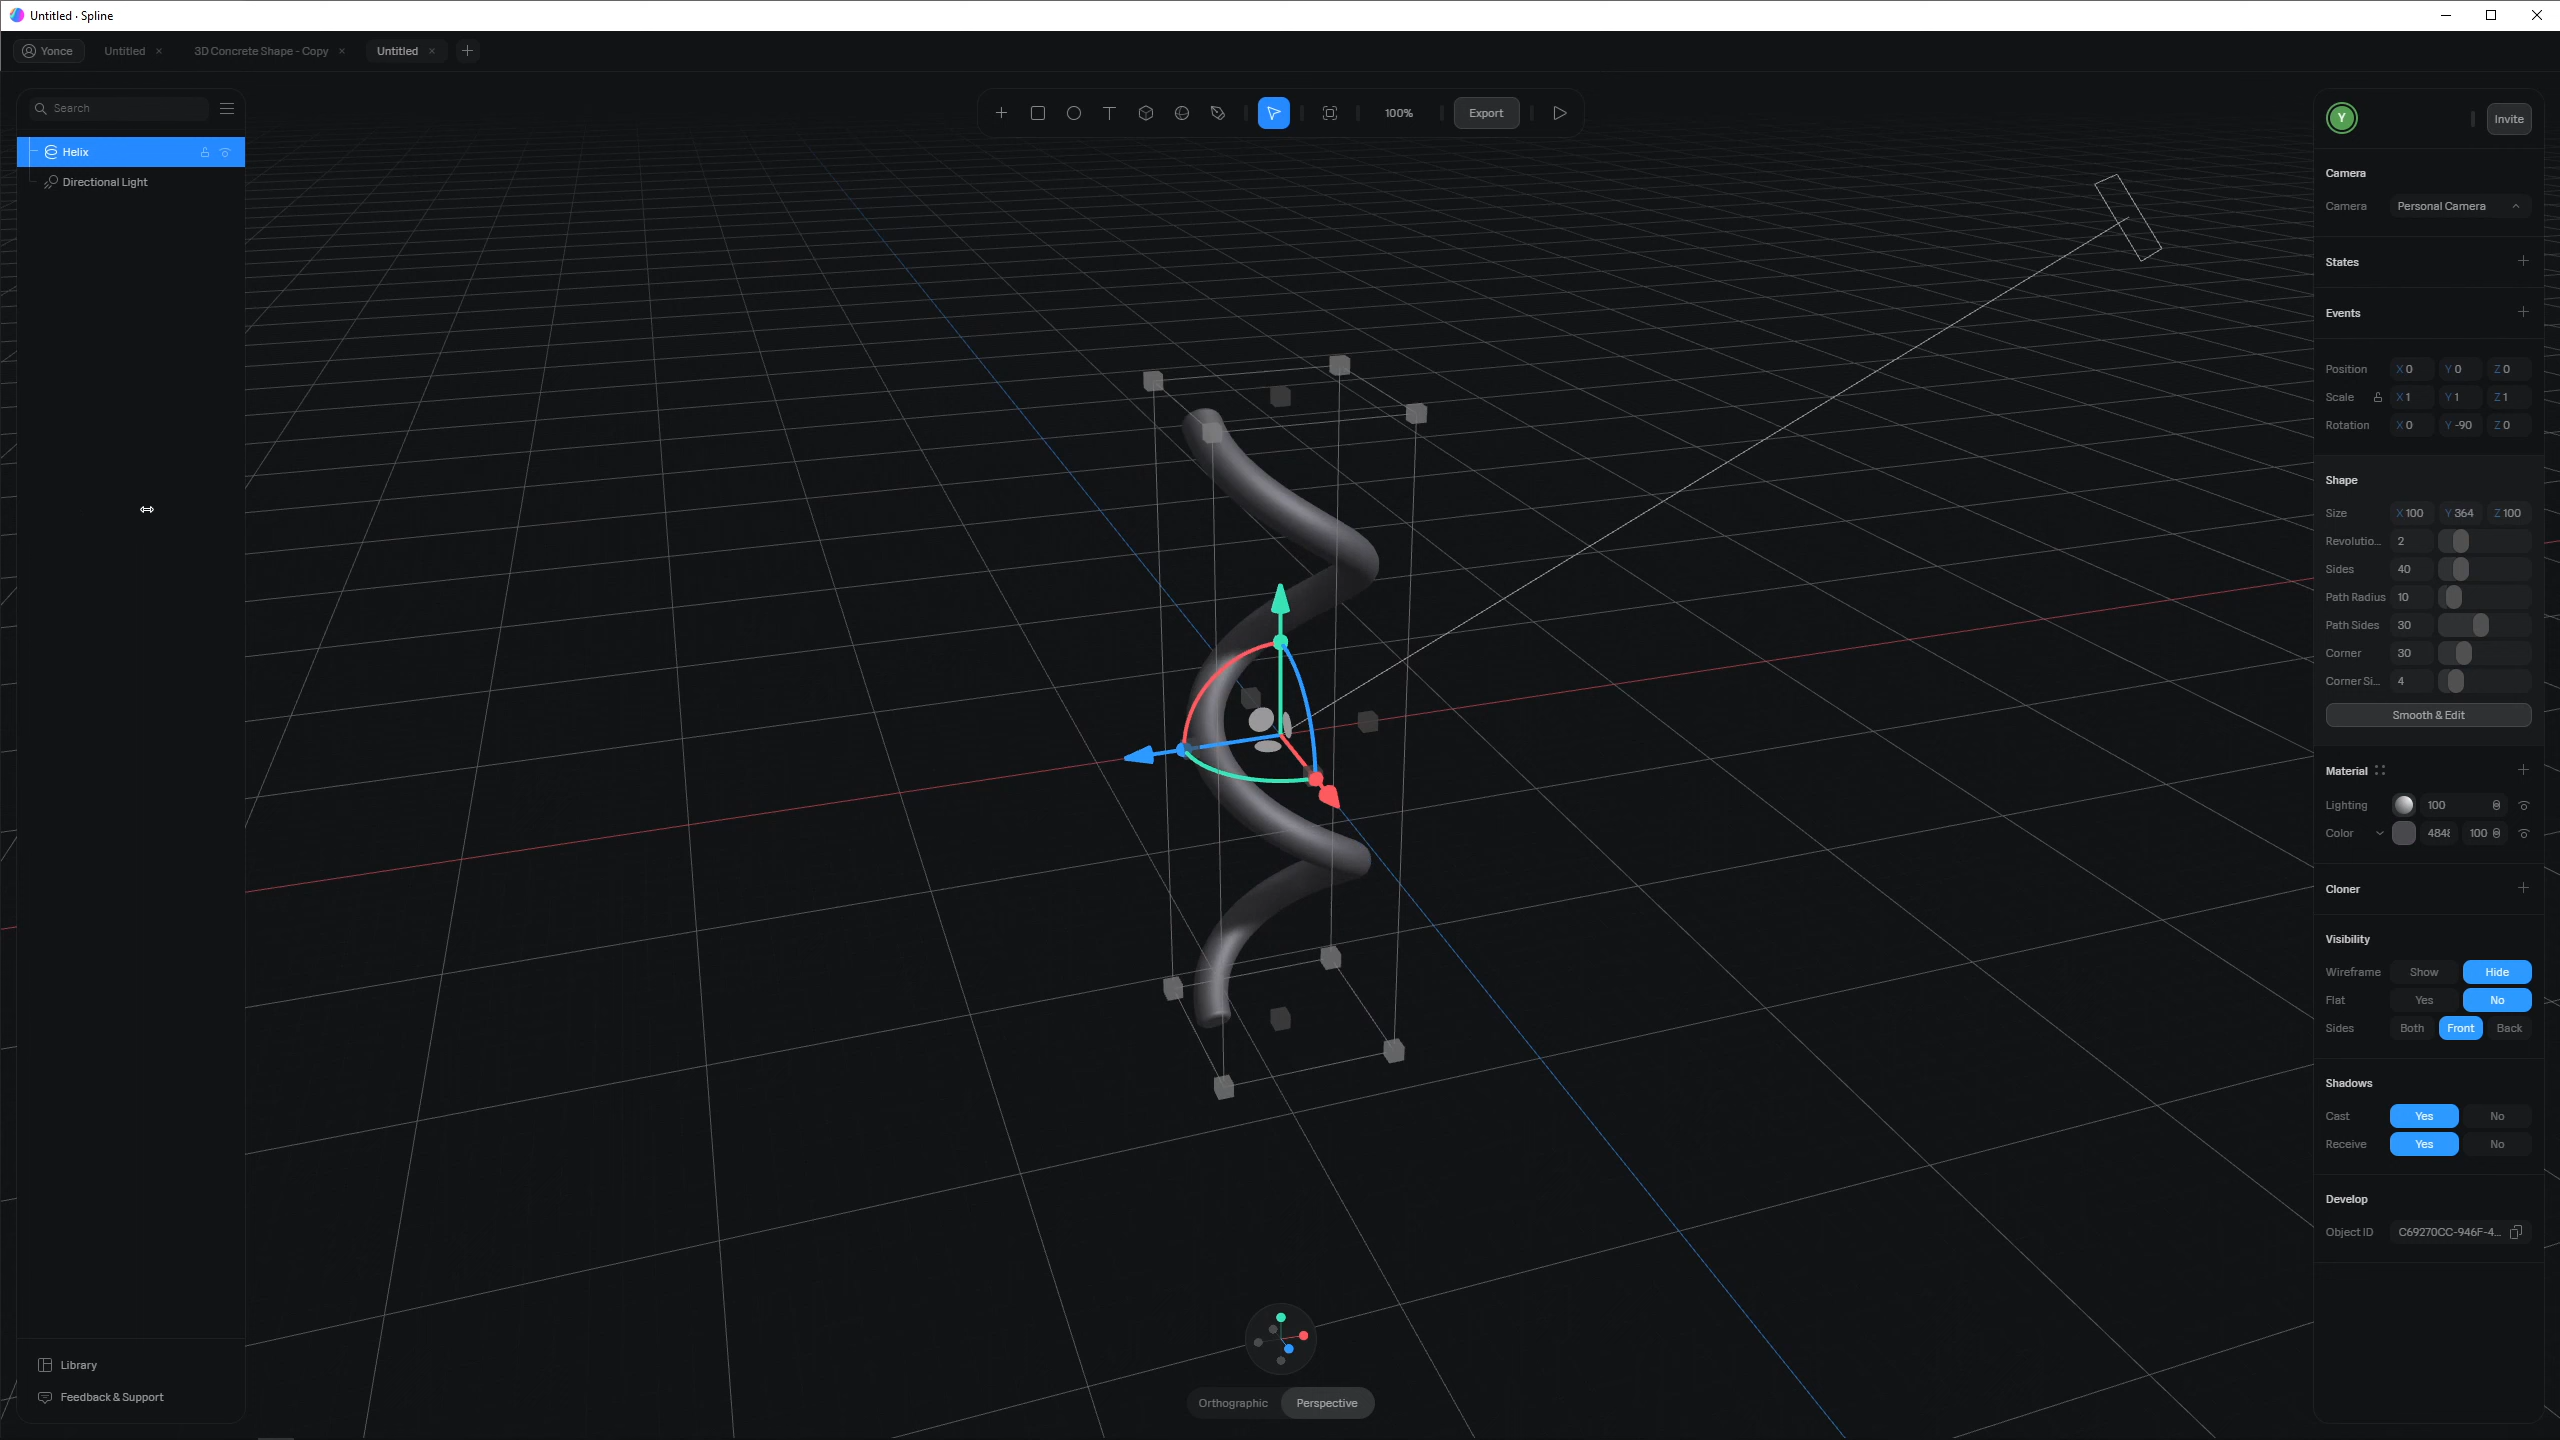 Untitled - Spline
Yonce Untitled 3D Concrete Shape - Copy Untitled
Search
Helix
Directional Light
Library
Feedback & Support
100% Export
Orthographic Perspective
Y Invite
Camera
Camera Personal Camera
States
Events
Position X 0 Y 0 Z 0
Scale X 1 Y 1 Z 1
Rotation X 0 Y -90 Z 0
Shape
Size X 100 Y 364 Z 100
Revolutio... 2
Sides 40
Path Radius 10
Path Sides 30
Corner 30
Corner Si... 4
Smooth & Edit
Material
Lighting 100
Color 484 100
Cloner
Visibility
Wireframe Show Hide
Flat Yes No
Sides Both Front Back
Shadows
Cast Yes No
Receive Yes No
Develop
Object ID C69270CC-946F-4...